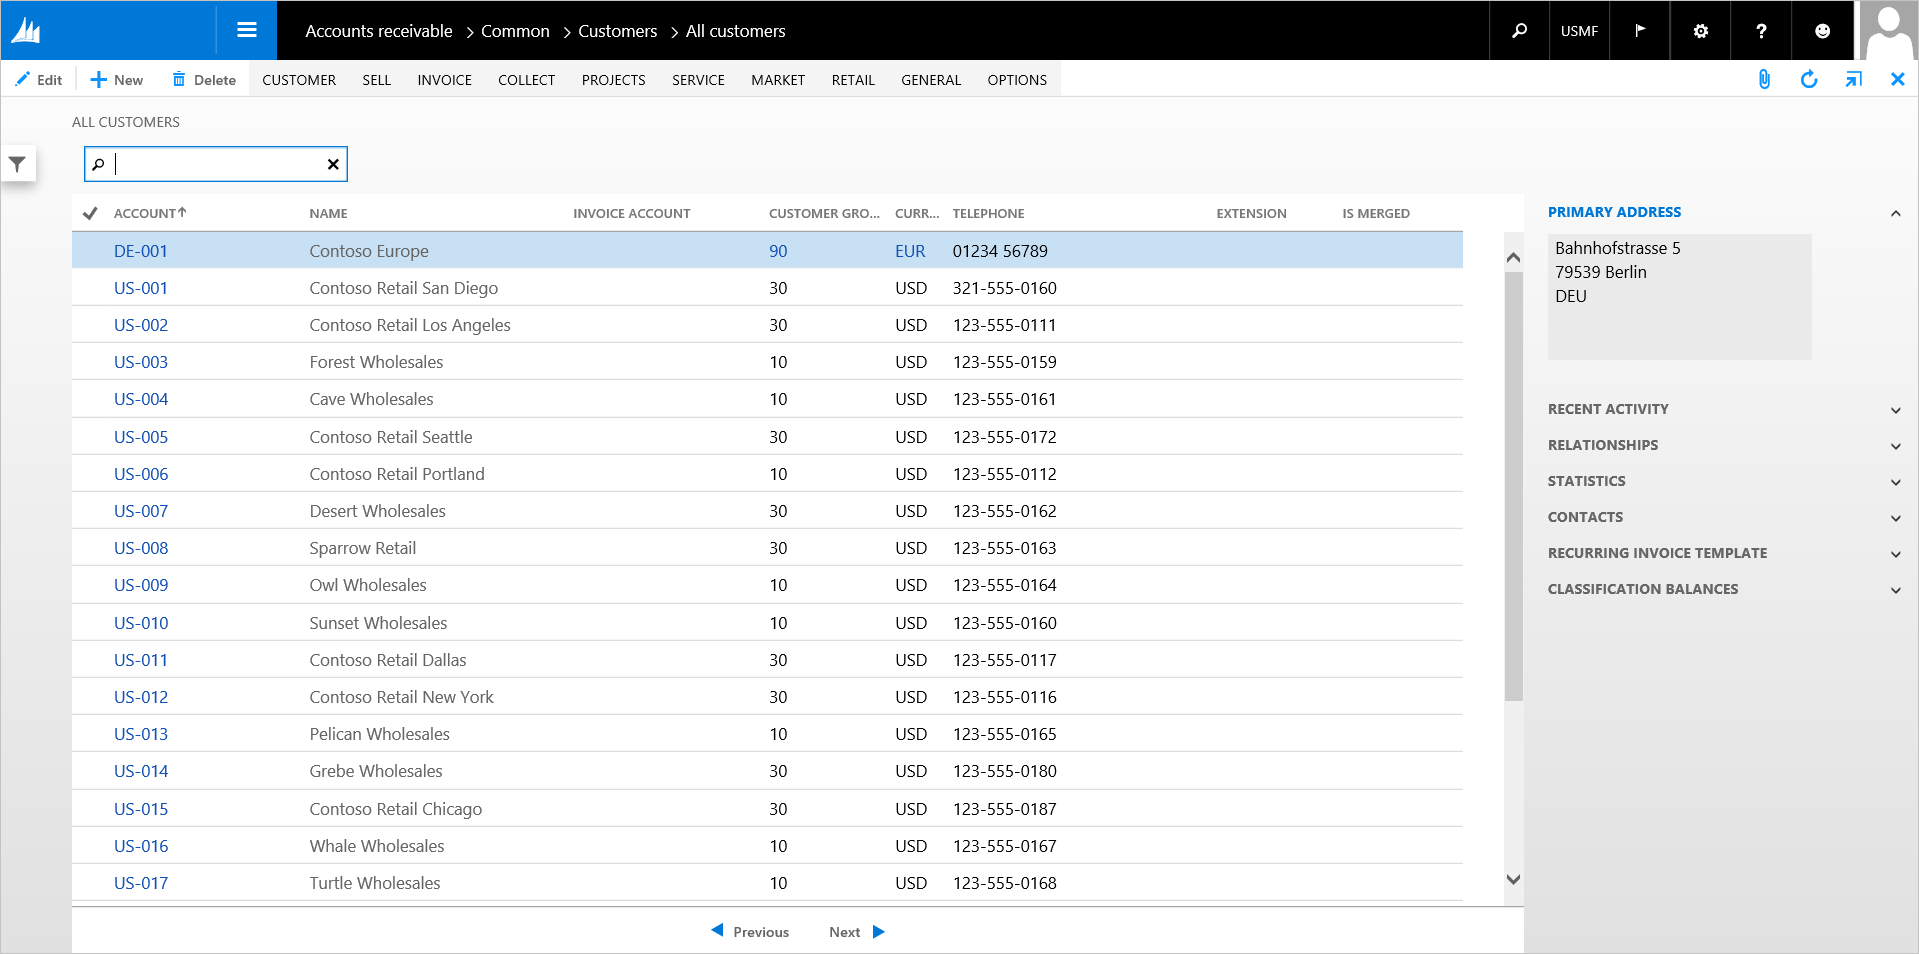 Accounts receivable > Common > Customers > All customers USMF
Edit New Delete CUSTOMER SELL INVOICE COLLECT PROJECTS SERVICE MARKET RETAIL GENERAL OPTIONS
ALL CUSTOMERS
ACCOUNT NAME INVOICE ACCOUNT CUSTOMER GRO... CURR... TELEPHONE EXTENSION IS MERGED
DE-001 Contoso Europe 90 EUR 01234 56789
US-001 Contoso Retail San Diego 30 USD 321-555-0160
US-002 Contoso Retail Los Angeles 30 USD 123-555-0111
US-003 Forest Wholesales 10 USD 123-555-0159
US-004 Cave Wholesales 10 USD 123-555-0161
US-005 Contoso Retail Seattle 30 USD 123-555-0172
US-006 Contoso Retail Portland 10 USD 123-555-0112
US-007 Desert Wholesales 30 USD 123-555-0162
US-008 Sparrow Retail 30 USD 123-555-0163
US-009 Owl Wholesales 10 USD 123-555-0164
US-010 Sunset Wholesales 10 USD 123-555-0160
US-011 Contoso Retail Dallas 30 USD 123-555-0117
US-012 Contoso Retail New York 30 USD 123-555-0116
US-013 Pelican Wholesales 10 USD 123-555-0165
US-014 Grebe Wholesales 30 USD 123-555-0180
US-015 Contoso Retail Chicago 30 USD 123-555-0187
US-016 Whale Wholesales 10 USD 123-555-0167
US-017 Turtle Wholesales 10 USD 123-555-0168
Previous Next
PRIMARY ADDRESS
Bahnhofstrasse 5
79539 Berlin
DEU
RECENT ACTIVITY
RELATIONSHIPS
STATISTICS
CONTACTS
RECURRING INVOICE TEMPLATE
CLASSIFICATION BALANCES